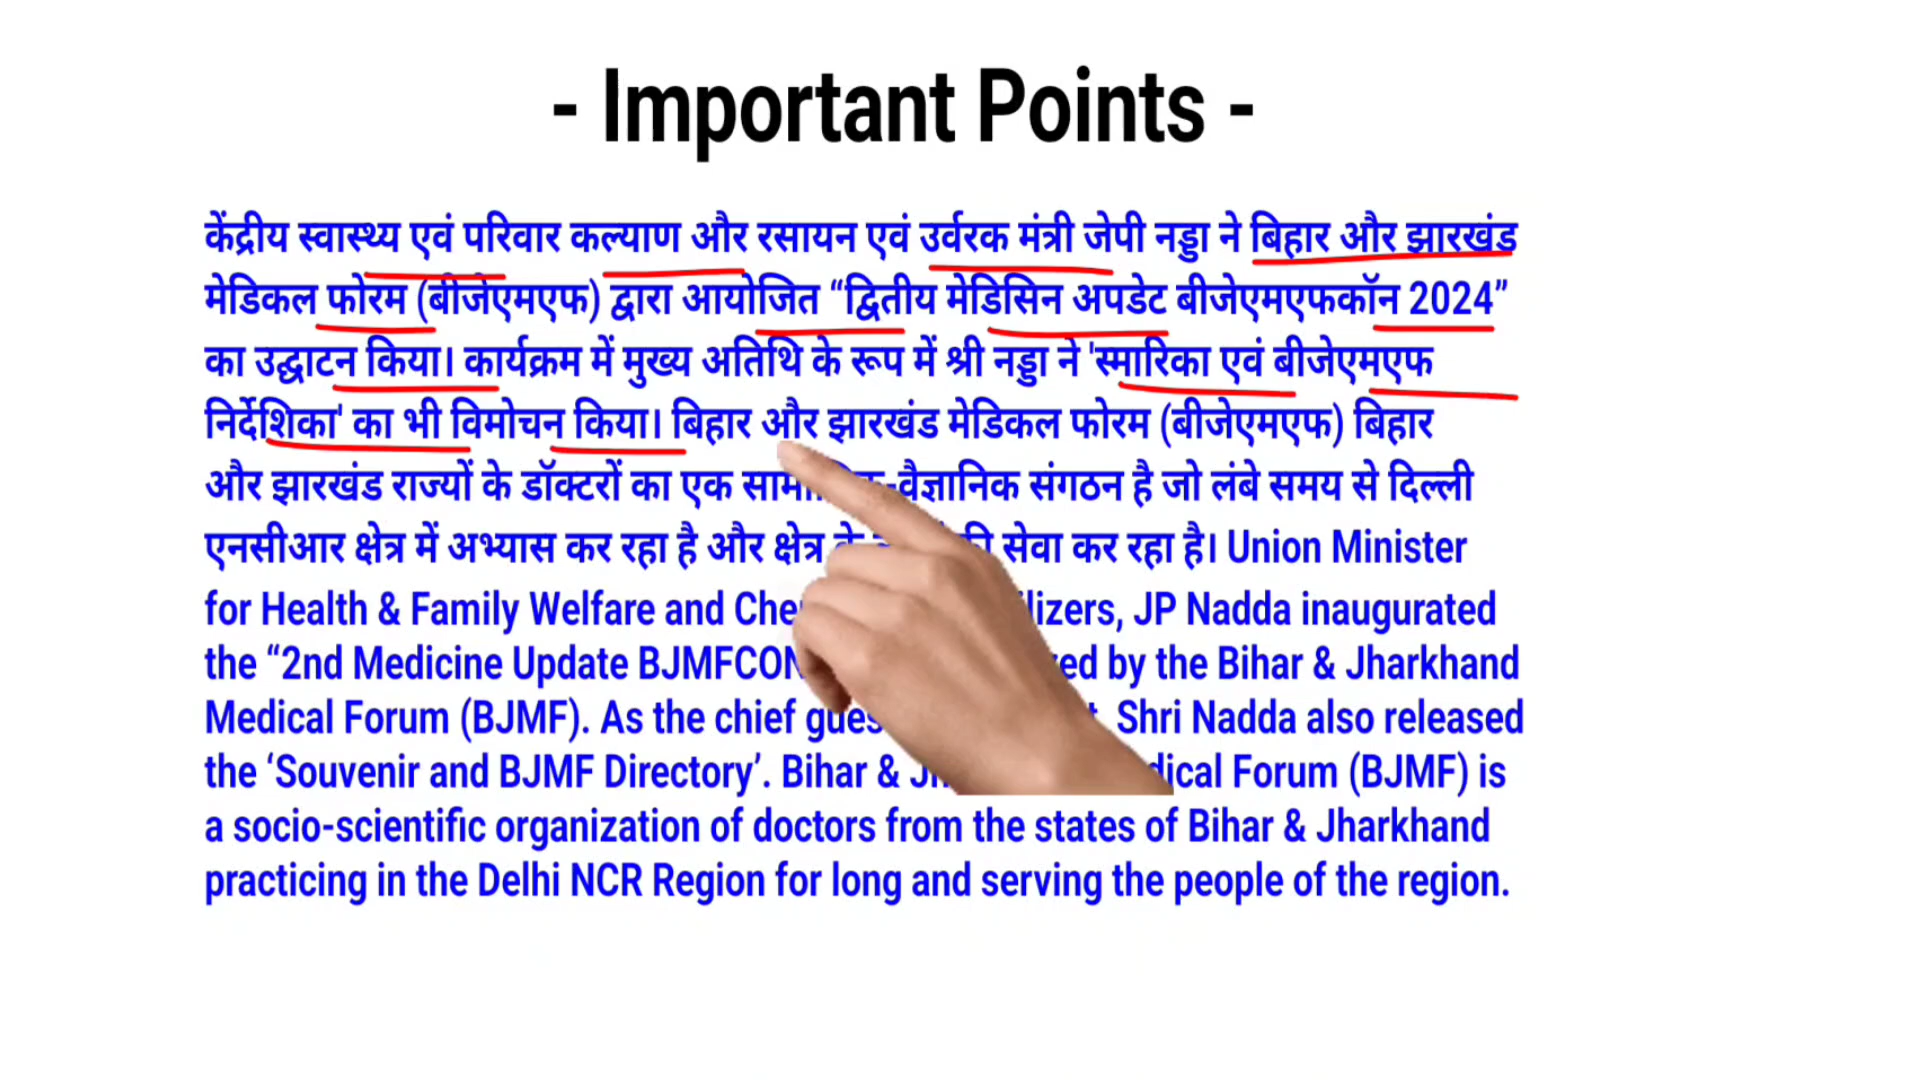 - Important Points -
केंद्रीय स्वास्थ्य एवं परिवार कल्याण और रसायन एवं उर्वरक मंत्री जेपी नड्डा ने बिहार और झारखंड
मेडिकल फोरम (बीजेएमएफ) द्वारा आयोजित “द्वितीय मेडिसिन अपडेट बीजेएमएफकॉन 2024”
का उद्घाटन किया। कार्यक्रम में मुख्य अतिथि के रूप में श्री नड्डा ने 'स्मारिका एवं बीजेएमएफ
निर्देशिका' का भी विमोचन किया। बिहार और झारखंड मेडिकल फोरम (बीजेएमएफ) बिहार
और झारखंड राज्यों के डॉक्टरों का एक वैज्ञानिक संगठन है जो लंबे समय से दिल्ली
एनसीआर क्षेत्र में अभ्यास कर रहा है और क्षेत्र के सेवा कर रहा है। Union Minister
for Health & Family Welfare and JP Nadda inaugurated
the “2nd Medicine Update by the Bihar & Jharkhand
Medical Forum (BJMF). As the chief Shri Nadda also released
the ‘Souvenir and BJMF Directory’. Bihar & Forum (BJMF) is
a socio-scientific organization of doctors from the states of Bihar & Jharkhand
practicing in the Delhi NCR Region for long and serving the people of the region.